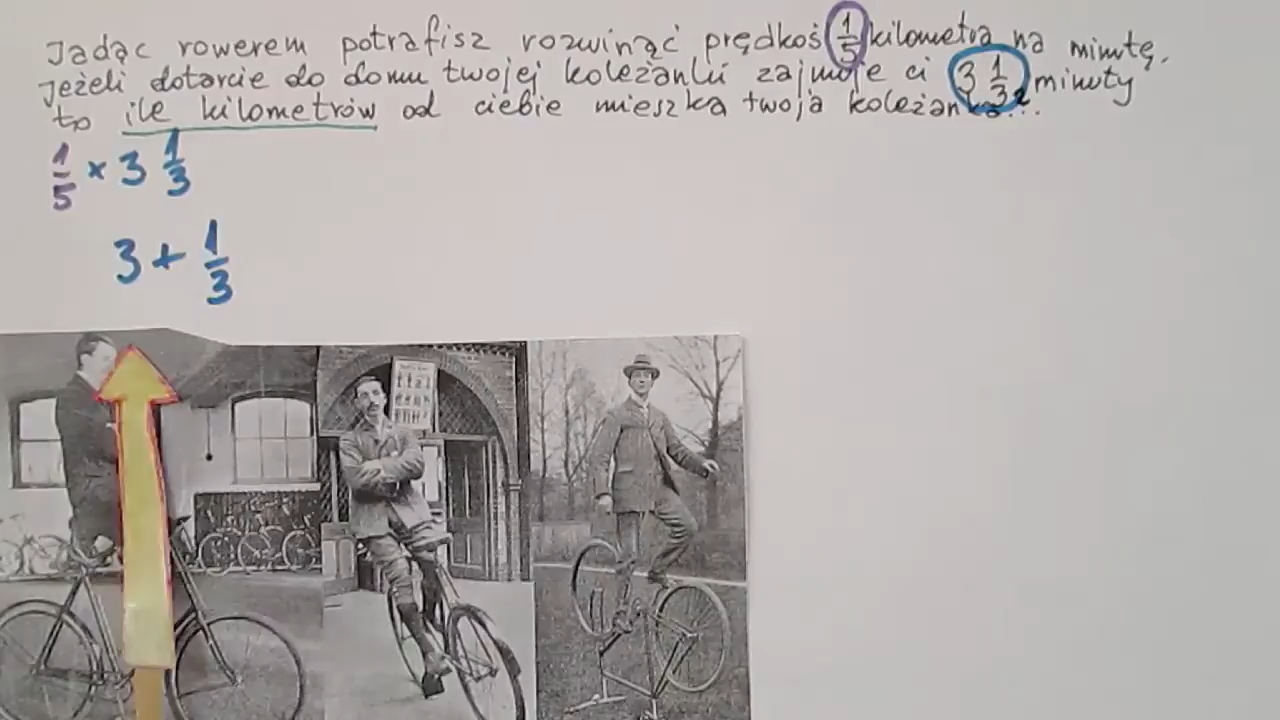 Jadąc rowerem potrafisz rozwinąć prędkoś 1/5 kilometra na minutę.
Jeżeli dotarcie do domu twojej koleżanki zajmuje ci 3 1/3 minuty
to ile kilometrów od ciebie mieszka twoja koleżanka...
1/5 × 3 1/3
3 + 1/3